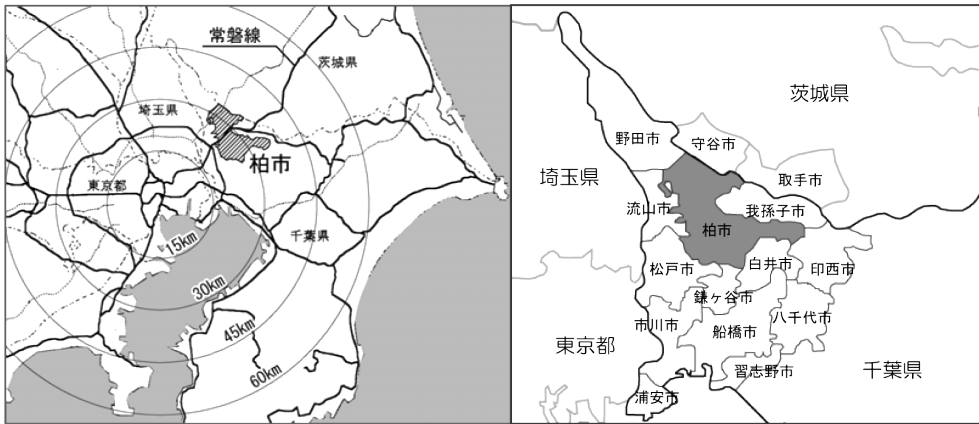 常磐線
茨城県
埼玉県
柏市
東京都
千葉県
15km
30km
45km
60km
茨城県
野田市
守谷市
取手市
埼玉県
流山市
我孫子市
柏市
松戸市
白井市
印西市
鎌ヶ谷市
市川市
船橋市
八千代市
東京都
習志野市
千葉県
浦安市